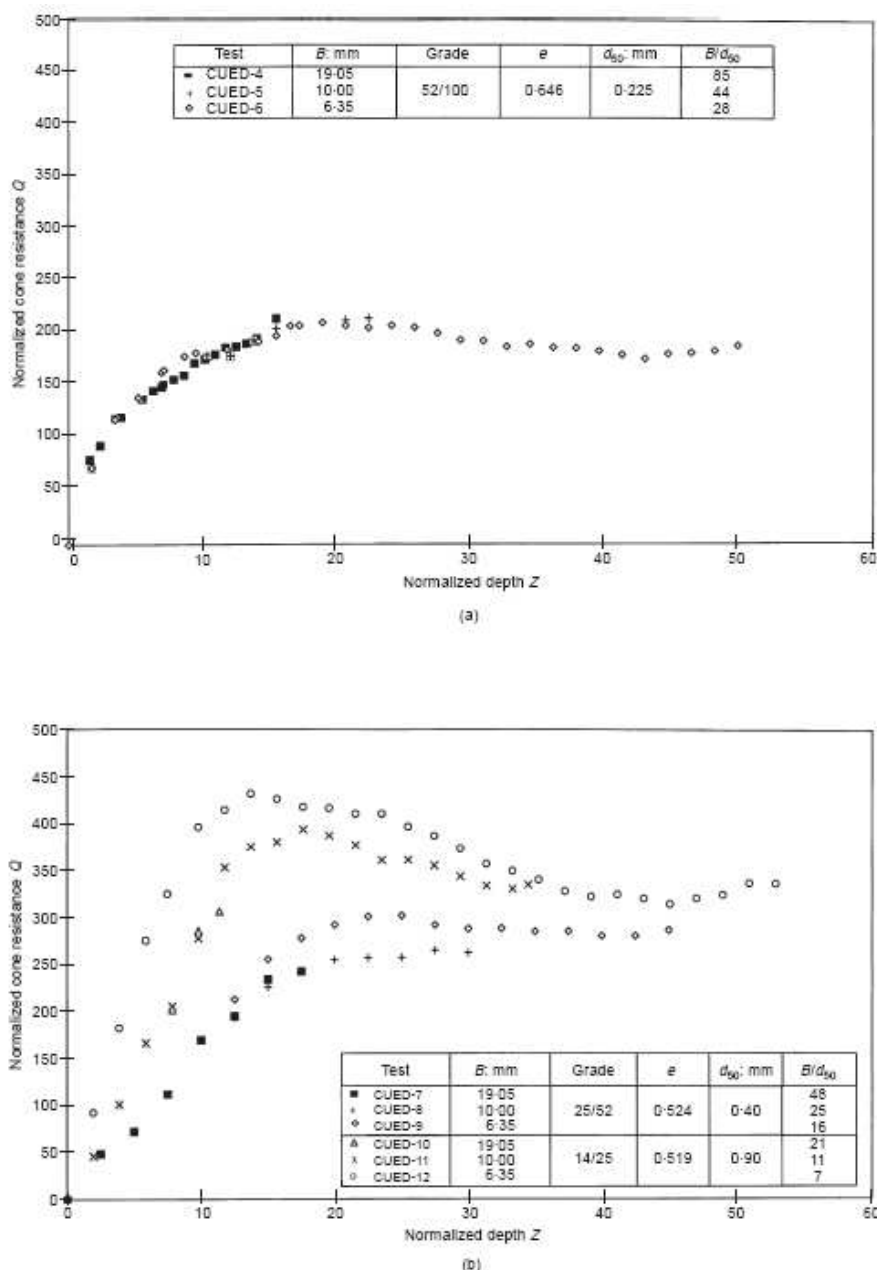 500
450
400
350
300
250
200
150
100
50
0
Normalized cone resistance Q
Test B: mm Grade e d50: mm B/d50
CUED-4 19·05 85
CUED-5 10·00 52/100 0·646 0·225 44
CUED-6 6·35 28
0 10 20 30 40 50 60
Normalized depth Z
(a)
500
450
400
350
300
250
200
150
100
50
0
Normalized cone resistance Q
Test B: mm Grade e d50: mm B/d50
CUED-7 19·05 48
CUED-8 10·00 25/52 0·524 0·40 25
CUED-9 6·35 16
CUED-10 19·05 21
CUED-11 10·00 14/25 0·519 0·90 11
CUED-12 6·35 7
0 10 20 30 40 50 60
Normalized depth Z
(b)